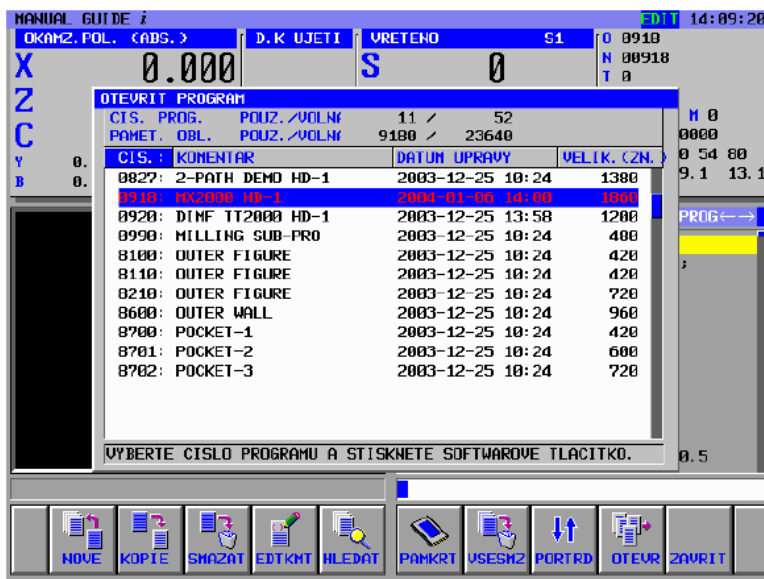 MANUAL GUIDE i EDIT 14:09:20
OKAMZ.POL. (ABS.) D.K UJETI VRETENO S1 O 0918
N 00918
X 0.000 S 0 T 0
Z
OTEVRIT PROGRAM
CIS. PROG. POUZ./VOLN 11 / 52 M 0
PAMET. OBL. POUZ./VOLN 9180 / 23640 0000
C
Y 0. CIS.: KOMENTAR DATUM UPRAVY VELIK.(ZN.) 0 54 80
B 0. 0827: 2-PATH DEMO HD-1 2003-12-25 10:24 1380 9.1 13.1
0918: MX2000 HD-1 2004-01-06 14:00 1860
0920: DIMF TT2000 HD-1 2003-12-25 13:58 1200 PROG←→
0990: MILLING SUB-PRO 2003-12-25 10:24 480
8100: OUTER FIGURE 2003-12-25 10:24 420
8110: OUTER FIGURE 2003-12-25 10:24 420 ;
8210: OUTER FIGURE 2003-12-25 10:24 720
8600: OUTER WALL 2003-12-25 10:24 960
8700: POCKET-1 2003-12-25 10:24 420
8701: POCKET-2 2003-12-25 10:24 600
8702: POCKET-3 2003-12-25 10:24 720
VYBERTE CISLO PROGRAMU A STISKNETE SOFTWAROVE TLACITKO. 0.5
NOVE KOPIE SMAZAT EDTKMT HLEDAT PAMKRT VSESMZ PORTRD OTEVR ZAVRIT